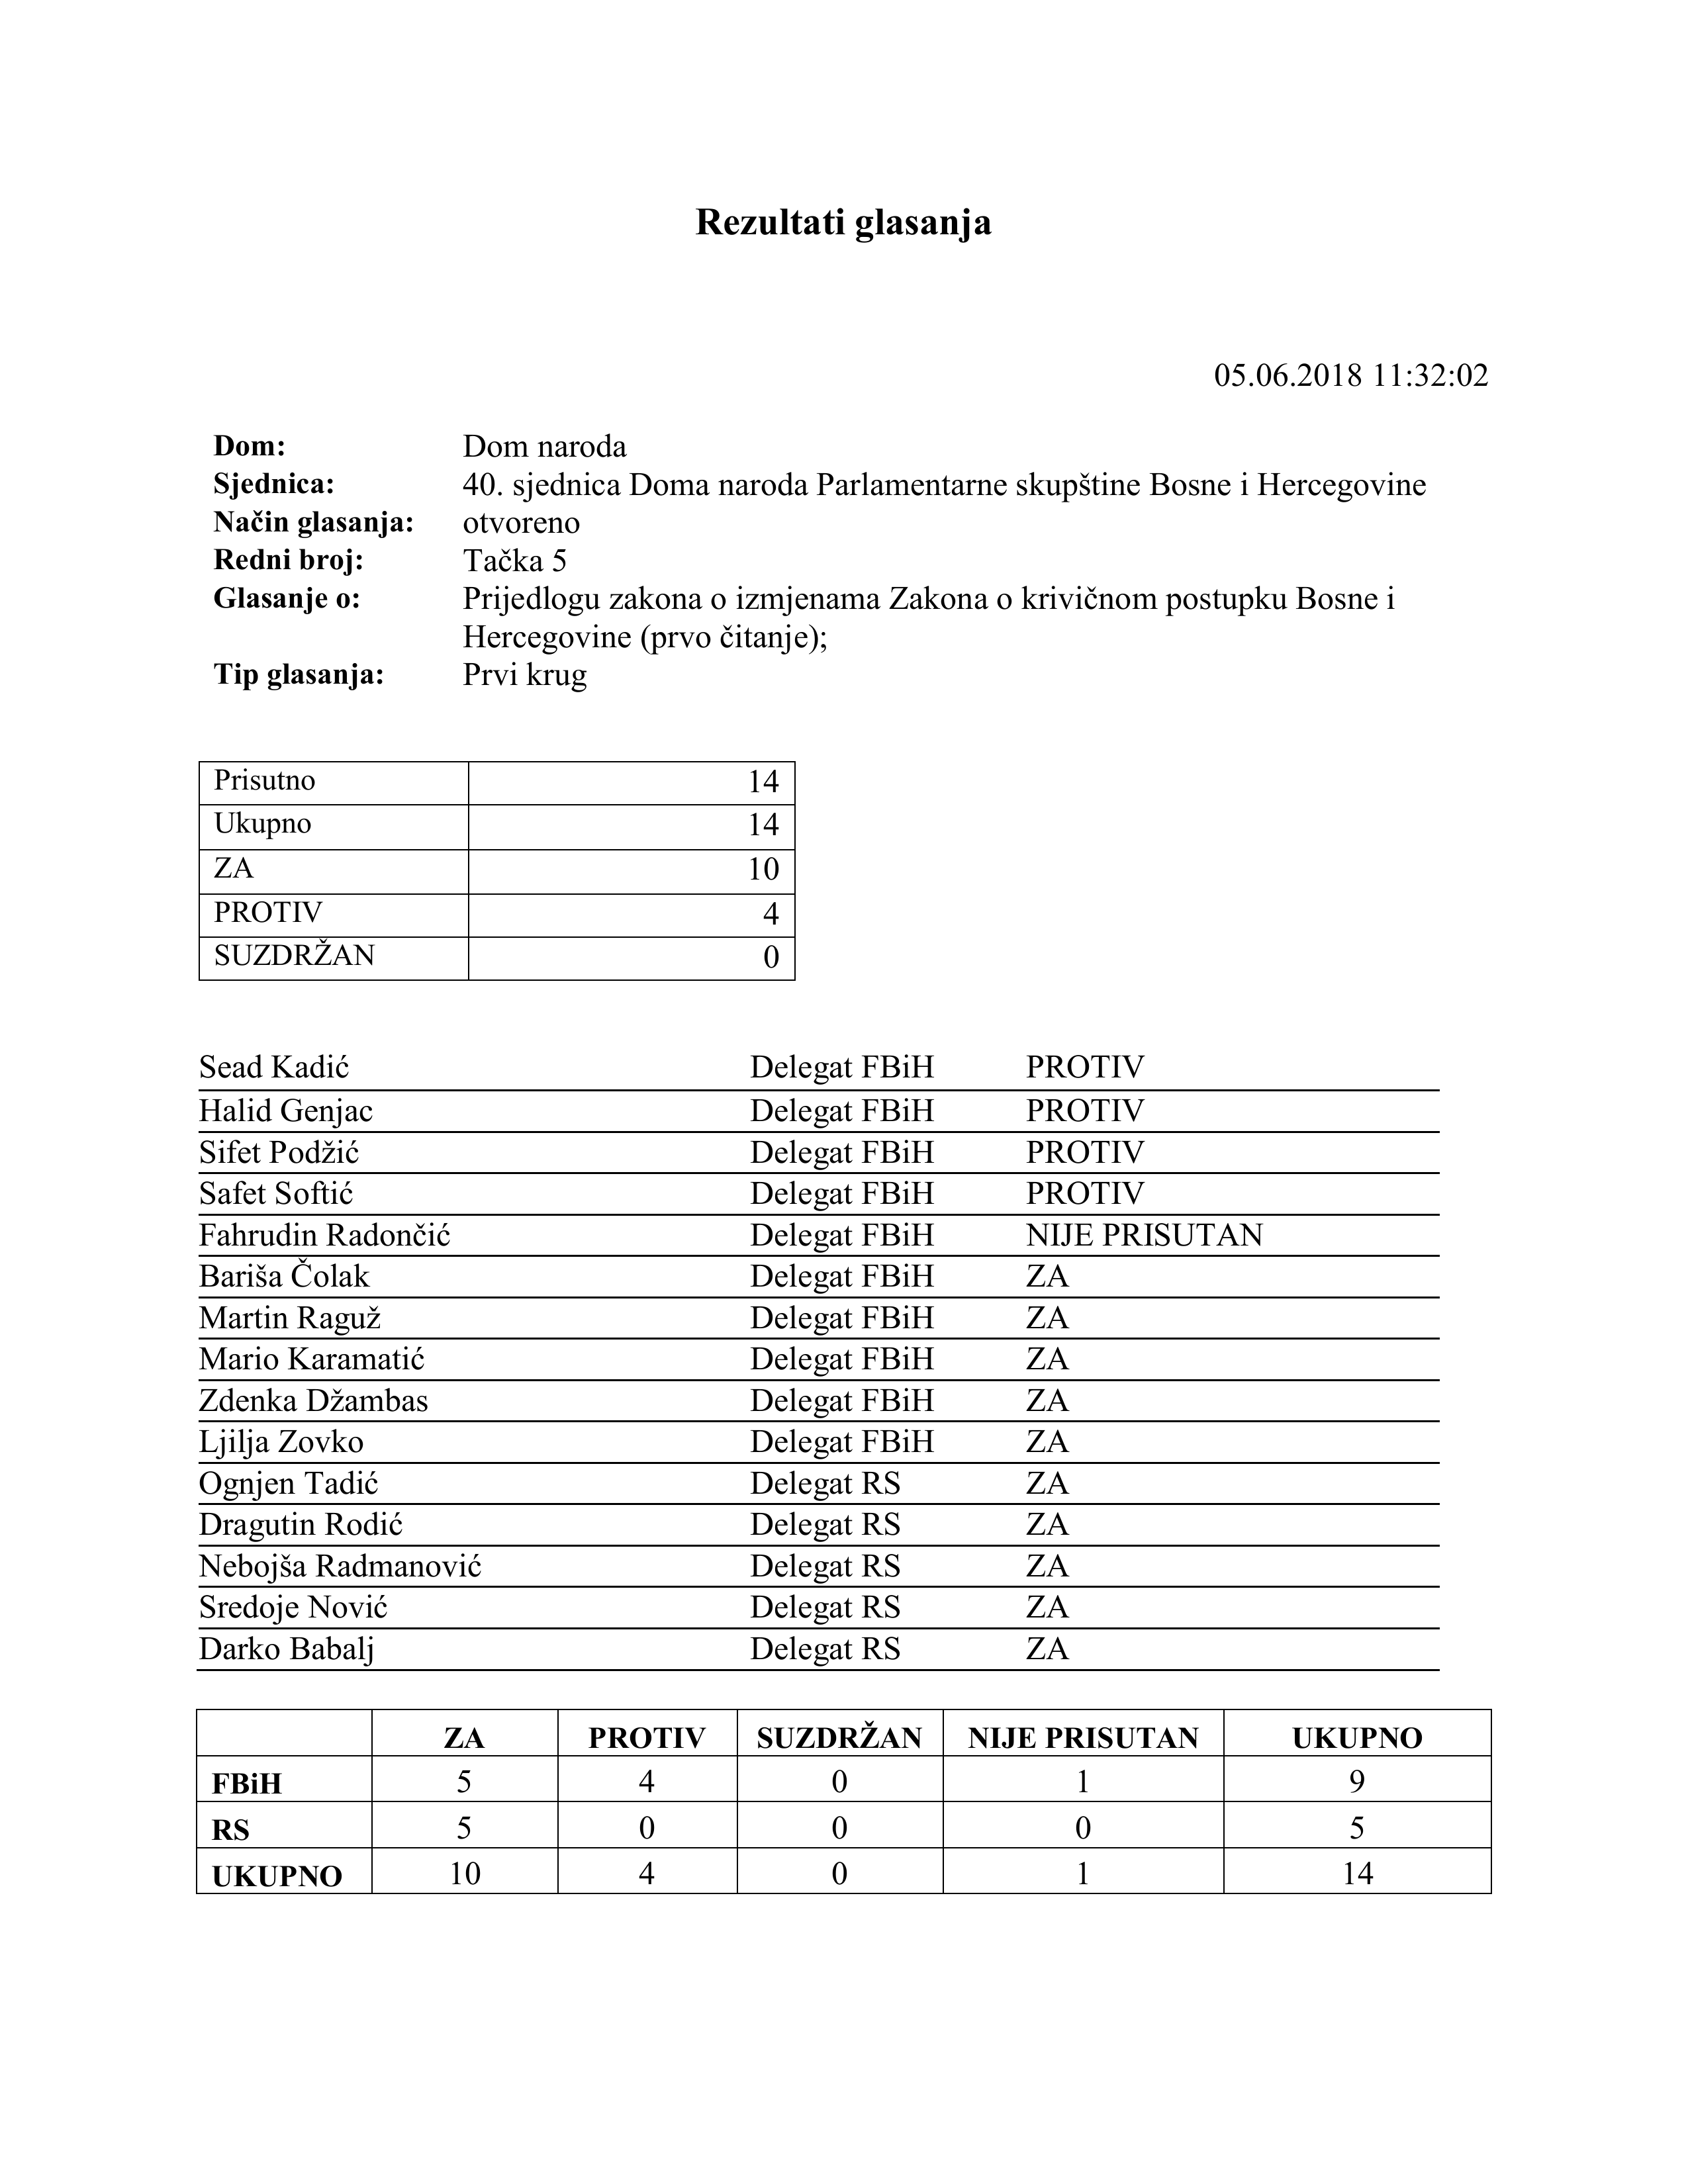 Rezultati glasanja
05.06.2018 11:32:02
Dom: Dom naroda
Sjednica: 40. sjednica Doma naroda Parlamentarne skupštine Bosne i Hercegovine
Način glasanja: otvoreno
Redni broj: Tačka 5
Glasanje o: Prijedlogu zakona o izmjenama Zakona o krivičnom postupku Bosne i
Hercegovine (prvo čitanje);
Tip glasanja: Prvi krug
Prisutno 14
Ukupno 14
ZA 10
PROTIV 4
SUZDRŽAN 0
Sead Kadić Delegat FBiH PROTIV
Halid Genjac Delegat FBiH PROTIV
Sifet Podžić Delegat FBiH PROTIV
Safet Softić Delegat FBiH PROTIV
Fahrudin Radončić Delegat FBiH NIJE PRISUTAN
Bariša Čolak Delegat FBiH ZA
Martin Raguž Delegat FBiH ZA
Mario Karamatić Delegat FBiH ZA
Zdenka Džambas Delegat FBiH ZA
Ljilja Zovko Delegat FBiH ZA
Ognjen Tadić Delegat RS ZA
Dragutin Rodić Delegat RS ZA
Nebojša Radmanović Delegat RS ZA
Sredoje Nović Delegat RS ZA
Darko Babalj Delegat RS ZA
ZA PROTIV SUZDRŽAN NIJE PRISUTAN UKUPNO
FBiH 5 4 0 1 9
RS 5 0 0 0 5
UKUPNO 10 4 0 1 14